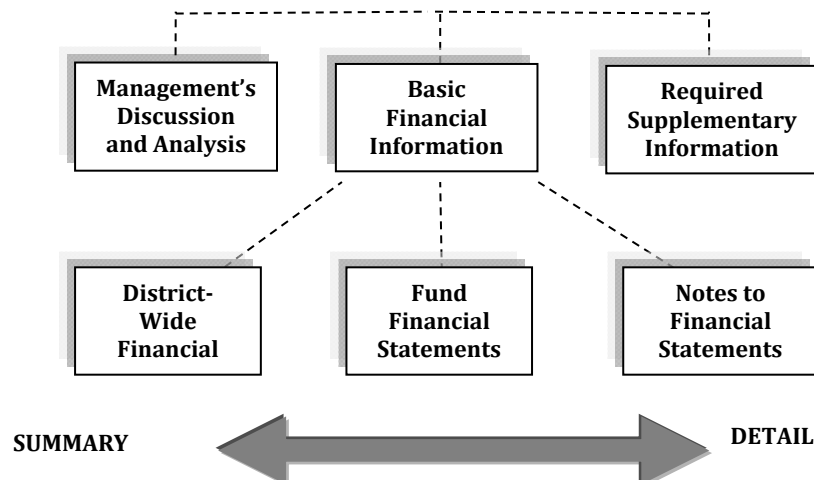 Management’s
Discussion
and Analysis
Basic
Financial
Information
Required
Supplementary
Information
District-
Wide
Financial
Fund
Financial
Statements
Notes to
Financial
Statements
SUMMARY
DETAIL